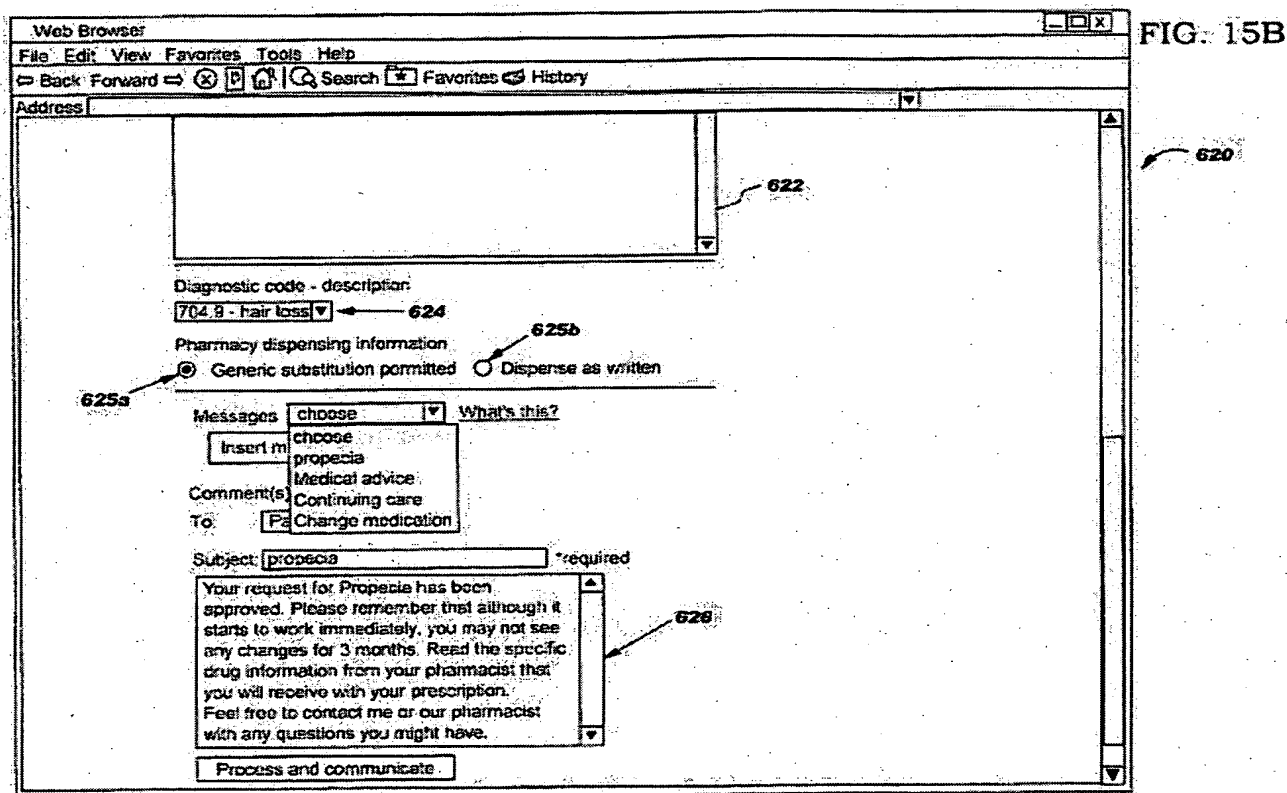 Web Browser
FIG. 15B
File Edit View Favorites Tools Help
Back Forward Search Favorites History
Address
620
622
Diagnostic code - description
704.9 - hair loss
624
Pharmacy dispensing information
625b
Generic substitution permitted Dispense as written
625a
Messages choose What's this?
choose
Insert m
propecia
Medical advice
Comment(s)
Continuing care
To Pa
Change medication
Subject: propecia *required
Your request for Propecia has been
approved. Please remember that although it
starts to work immediately, you may not see
626
any changes for 3 months. Read the specific
drug information from your pharmacist that
you will receive with your prescription.
Feel free to contact me or our pharmacist
with any questions you might have.
Process and communicate